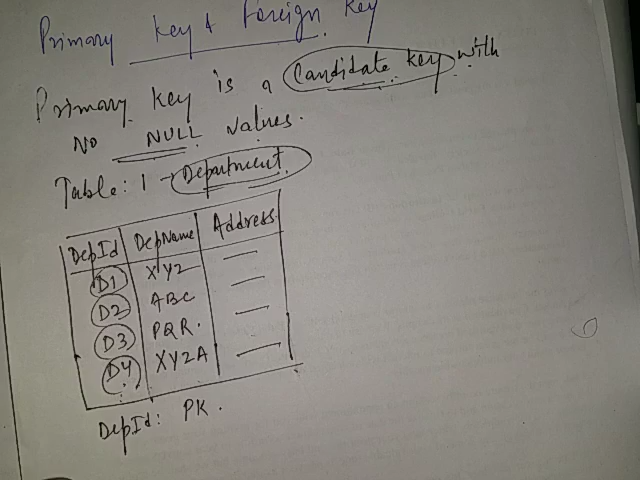 Primary Key & Foreign Key
Primary Key is a Candidate Key with
No NULL values.
Table: 1 → Department
DepId DepName Address
D1 XYZ —
D2 ABC —
D3 PQR. —
D4 XYZA —
DepId: PK.